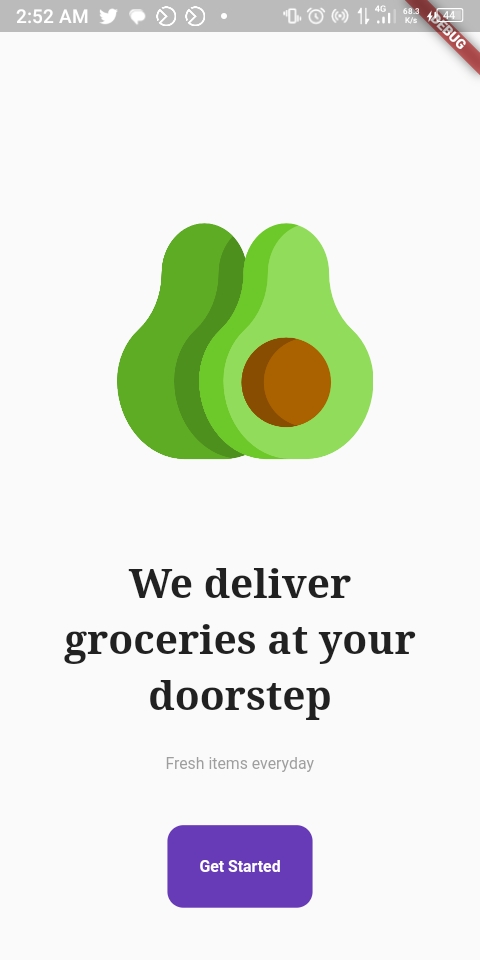 2:52 AM
4G
68.3
K/s
44
DEBUG
We deliver
groceries at your
doorstep
Fresh items everyday
Get Started